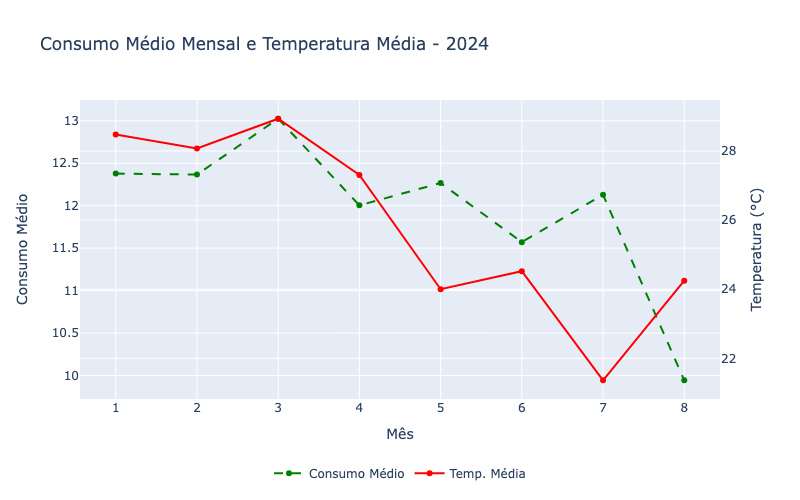 Consumo Médio Mensal e Temperatura Média - 2024
Consumo Médio
13
12.5
12
11.5
11
10.5
10
28
26
24
22
Temperatura (°C)
1 2 3 4 5 6 7 8
Mês
Consumo Médio Temp. Média